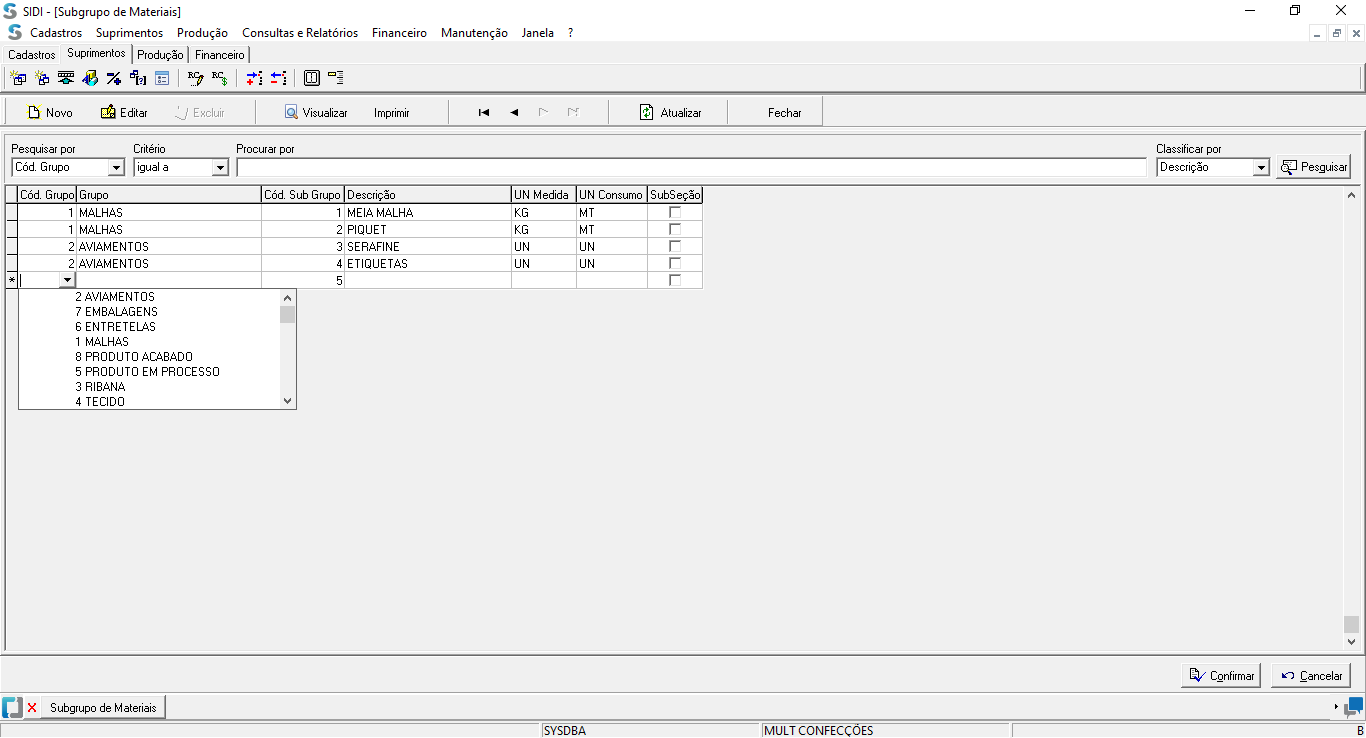 SIDI - [Subgrupo de Materiais]
Cadastros Suprimentos Produção Consultas e Relatórios Financeiro Manutenção Janela ?
Cadastros Suprimentos Produção Financeiro
Novo Editar Excluir Visualizar Imprimir Atualizar Fechar
Pesquisar por Critério Procurar por Classificar por
Cód. Grupo igual a Descrição Pesquisar
Cód. Grupo Grupo Cód. Sub Grupo Descrição UN Medida UN Consumo SubSeção
1 MALHAS 1 MEIA MALHA KG MT
1 MALHAS 2 PIQUET KG MT
2 AVIAMENTOS 3 SERAFINE UN UN
2 AVIAMENTOS 4 ETIQUETAS UN UN
* 5
2 AVIAMENTOS
7 EMBALAGENS
6 ENTRETELAS
1 MALHAS
8 PRODUTO ACABADO
5 PRODUTO EM PROCESSO
3 RIBANA
4 TECIDO
Confirmar Cancelar
Subgrupo de Materiais
SYSDBA MULT CONFECÇÕES B